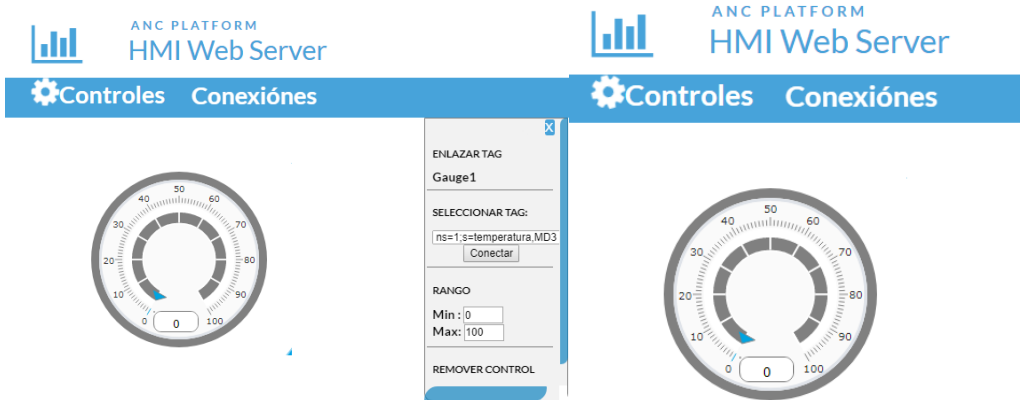 ANC PLATFORM
HMI Web Server
Controles Conexiónes
0 10 20 30 40 50 60 70 80 90 100
0
X
ENLAZAR TAG
Gauge1
SELECCIONAR TAG:
ns=1;s=temperatura,MD3
Conectar
RANGO
Min : 0
Max: 100
REMOVER CONTROL
ANC PLATFORM
HMI Web Server
Controles Conexiónes
0 10 20 30 40 50 60 70 80 90 100
0